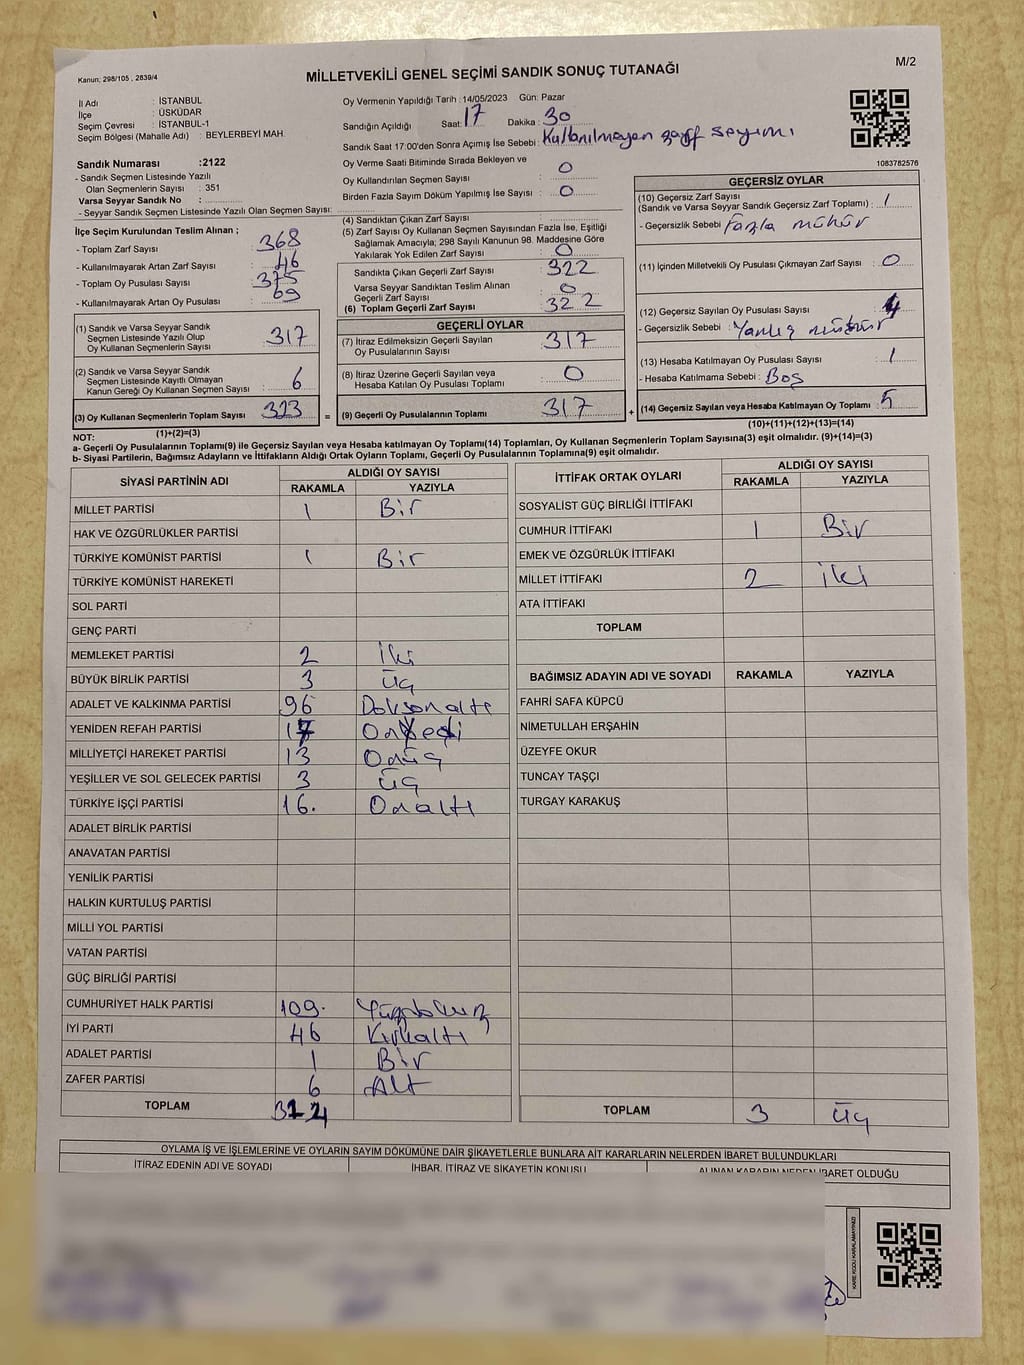 Kanun; 298/105 , 2839/4
MİLLETVEKİLİ GENEL SEÇİMİ SANDIK SONUÇ TUTANAĞI
M/2
İl Adı : İSTANBUL
İlçe : ÜSKÜDAR
Seçim Çevresi : İSTANBUL-1
Seçim Bölgesi (Mahalle Adı) : BEYLERBEYİ MAH.
Sandık Numarası :2122
- Sandık Seçmen Listesinde Yazılı
Olan Seçmenlerin Sayısı : 351
Varsa Seyyar Sandık No :
- Seyyar Sandık Seçmen Listesinde Yazılı Olan Seçmen Sayısı:
Oy Vermenin Yapıldığı Tarih : 14/05/2023 Gün: Pazar
Sandığın Açıldığı Saat: 17 Dakika : 30
Sandık Saat 17:00'den Sonra Açımış İse Sebebi : Kullanılmayan zarf sayımı
Oy Verme Saati Bitiminde Sırada Bekleyen ve
Oy Kullandırılan Seçmen Sayısı : 0
Birden Fazla Sayım Döküm Yapılmış İse Sayısı : 0
1083782576
İlçe Seçim Kurulundan Teslim Alınan ;
- Toplam Zarf Sayısı : 368
- Kullanılmayarak Artan Zarf Sayısı : 46
- Toplam Oy Pusulası Sayısı : 375
- Kullanılmayarak Artan Oy Pusulası : 69
(1) Sandık ve Varsa Seyyar Sandık
Seçmen Listesinde Yazılı Olup
Oy Kullanan Seçmenlerin Sayısı : 317
(2) Sandık ve Varsa Seyyar Sandık
Seçmen Listesinde Kayıtlı Olmayan
Kanun Gereği Oy Kullanan Seçmen Sayısı : 6
(3) Oy Kullanan Seçmenlerin Toplam Sayısı : 323
(1)+(2)=(3)
(4) Sandıktan Çıkan Zarf Sayısı :
(5) Zarf Sayısı Oy Kullanan Seçmen Sayısından Fazla İse, Eşitliği
Sağlamak Amacıyla; 298 Sayılı Kanunun 98. Maddesine Göre
Yakılarak Yok Edilen Zarf Sayısı : 0
Sandıkta Çıkan Geçerli Zarf Sayısı : 322
Varsa Seyyar Sandıktan Teslim Alınan
Geçerli Zarf Sayısı : 0
(6) Toplam Geçerli Zarf Sayısı : 322
GEÇERLİ OYLAR
(7) İtiraz Edilmeksizin Geçerli Sayılan
Oy Pusulalarının Sayısı : 317
(8) İtiraz Üzerine Geçerli Sayılan veya
Hesaba Katılan Oy Pusulası Toplamı : 0
= (9) Geçerli Oy Pusulalarının Toplamı : 317 +
GEÇERSİZ OYLAR
(10) Geçersiz Zarf Sayısı
(Sandık ve Varsa Seyyar Sandık Geçersiz Zarf Toplamı) : 1
- Geçersizlik Sebebi : Fazla mühür
(11) İçinden Milletvekili Oy Pusulası Çıkmayan Zarf Sayısı : 0
(12) Geçersiz Sayılan Oy Pusulası Sayısı : 4
- Geçersizlik Sebebi : Yanlış mühür
(13) Hesaba Katılmayan Oy Pusulası Sayısı : 1
- Hesaba Katılmama Sebebi : Boş
(14) Geçersiz Sayılan veya Hesaba Katılmayan Oy Toplamı : 5
(10)+(11)+(12)+(13)=(14)
NOT:
a- Geçerli Oy Pusulalarının Toplamı(9) ile Geçersiz Sayılan veya Hesaba katılmayan Oy Toplamı(14) Toplamları, Oy Kullanan Seçmenlerin Toplam Sayısına(3) eşit olmalıdır. (9)+(14)=(3)
b- Siyasi Partilerin, Bağımsız Adayların ve İttifakların Aldığı Ortak Oyların Toplamı, Geçerli Oy Pusulalarının Toplamına(9) eşit olmalıdır.
SİYASİ PARTİNİN ADI ALDIĞI OY SAYISI
RAKAMLA YAZIYLA
MİLLET PARTİSİ 1 Bir
HAK VE ÖZGÜRLÜKLER PARTİSİ
TÜRKİYE KOMÜNİST PARTİSİ 1 Bir
TÜRKİYE KOMÜNİST HAREKETİ
SOL PARTİ
GENÇ PARTİ
MEMLEKET PARTİSİ 2 İki
BÜYÜK BİRLİK PARTİSİ 3 üç
ADALET VE KALKINMA PARTİSİ 96 Doksanaltı
YENİDEN REFAH PARTİSİ 17 Onyedi
MİLLİYETÇİ HAREKET PARTİSİ 13 Onüç
YEŞİLLER VE SOL GELECEK PARTİSİ 3 üç
TÜRKİYE İŞÇİ PARTİSİ 16. Onaltı
ADALET BİRLİK PARTİSİ
ANAVATAN PARTİSİ
YENİLİK PARTİSİ
HALKIN KURTULUŞ PARTİSİ
MİLLİ YOL PARTİSİ
VATAN PARTİSİ
GÜÇ BİRLİĞİ PARTİSİ
CUMHURİYET HALK PARTİSİ 109. Yüzdokuz
İYİ PARTİ 46 Kırkaltı
ADALET PARTİSİ 1 Bir
ZAFER PARTİSİ 6 Altı
TOPLAM 314
İTTİFAK ORTAK OYLARI ALDIĞI OY SAYISI
RAKAMLA YAZIYLA
SOSYALİST GÜÇ BİRLİĞİ İTTİFAKI
CUMHUR İTTİFAKI 1 Bir
EMEK VE ÖZGÜRLÜK İTTİFAKI
MİLLET İTTİFAKI 2 iki
ATA İTTİFAKI
TOPLAM
BAĞIMSIZ ADAYIN ADI VE SOYADI RAKAMLA YAZIYLA
FAHRİ SAFA KÜPCÜ
NİMETULLAH ERŞAHİN
ÜZEYFE OKUR
TUNCAY TAŞÇI
TURGAY KARAKUŞ
TOPLAM 3 üç
OYLAMA İŞ VE İŞLEMLERİNE VE OYLARIN SAYIM DÖKÜMÜNE DAİR ŞİKAYETLERLE BUNLARA AİT KARARLARIN NELERDEN İBARET BULUNDUKLARI
İTİRAZ EDENİN ADI VE SOYADI İHBAR, İTİRAZ VE ŞİKAYETİN KONUSU ALINAN KARARIN NEDEN İBARET OLDUĞU
KARE KODU KARALAMAYINIZ!